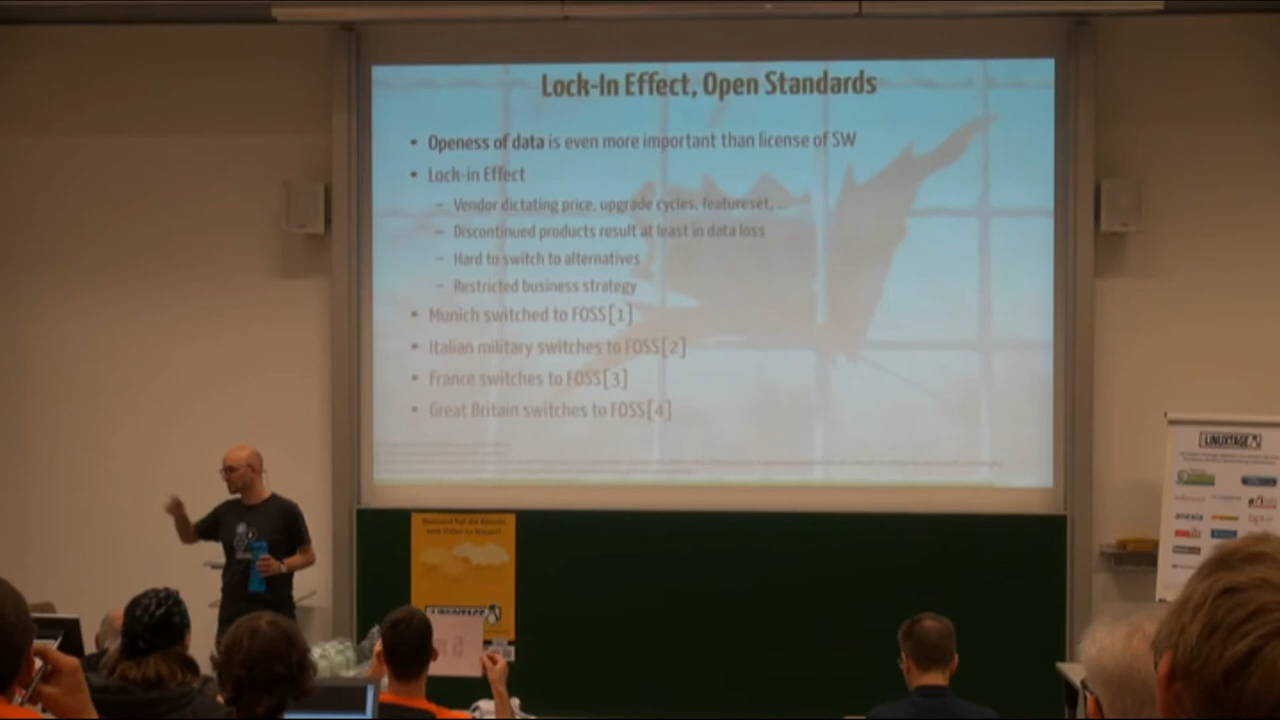 Lock-In Effect, Open Standards
• Openess of data is even more important than license of SW
• Lock-in Effect
– Vendor dictating price, upgrade cycles, featureset, ...
– Discontinued products result at least in data loss
– Hard to switch to alternatives
– Restricted business strategy
• Munich switched to FOSS[1]
• Italian military switches to FOSS[2]
• France switches to FOSS[3]
• Great Britain switches to FOSS[4]
LINUXTAGE
anexia
LINUXTAGE